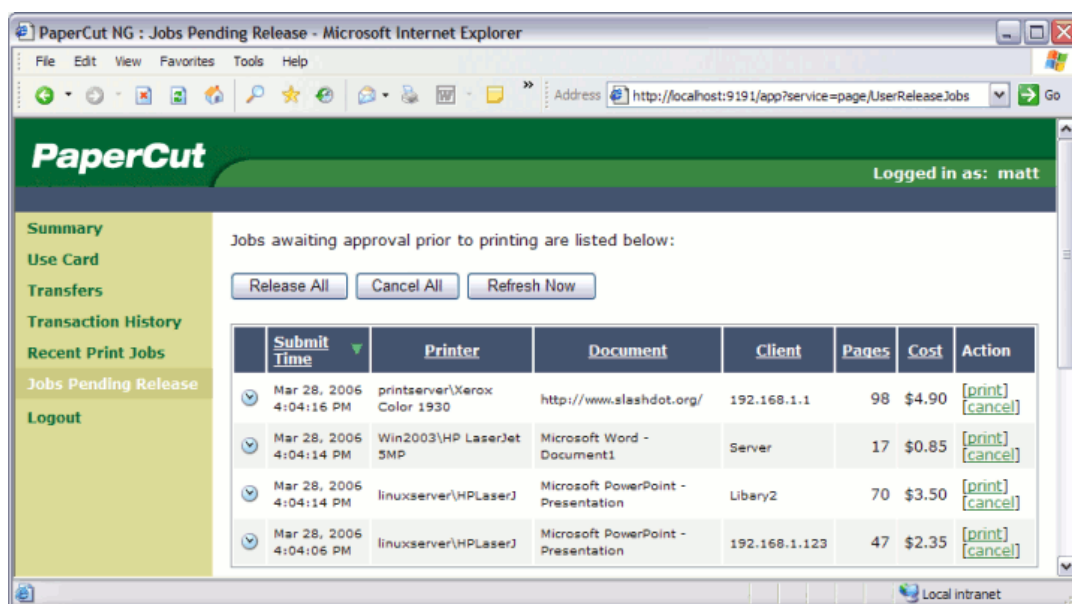 PaperCut NG : Jobs Pending Release - Microsoft Internet Explorer
File Edit View Favorites Tools Help
» Address http://localhost:9191/app?service=page/UserReleaseJobs Go
PaperCut
Logged in as: matt
Summary
Use Card
Transfers
Transaction History
Recent Print Jobs
Jobs Pending Release
Logout
Jobs awaiting approval prior to printing are listed below:
Release All Cancel All Refresh Now
Submit Time Printer Document Client Pages Cost Action
Mar 28, 2006 printserver\Xerox http://www.slashdot.org/ 192.168.1.1 98 $4.90 [print]
4:04:16 PM Color 1930 [cancel]
Mar 28, 2006 Win2003\HP LaserJet Microsoft Word - Server 17 $0.85 [print]
4:04:14 PM 5MP Document1 [cancel]
Mar 28, 2006 linuxserver\HPLaserJ Microsoft PowerPoint - Libary2 70 $3.50 [print]
4:04:14 PM Presentation [cancel]
Mar 28, 2006 linuxserver\HPLaserJ Microsoft PowerPoint - 192.168.1.123 47 $2.35 [print]
4:04:06 PM Presentation [cancel]
Local intranet